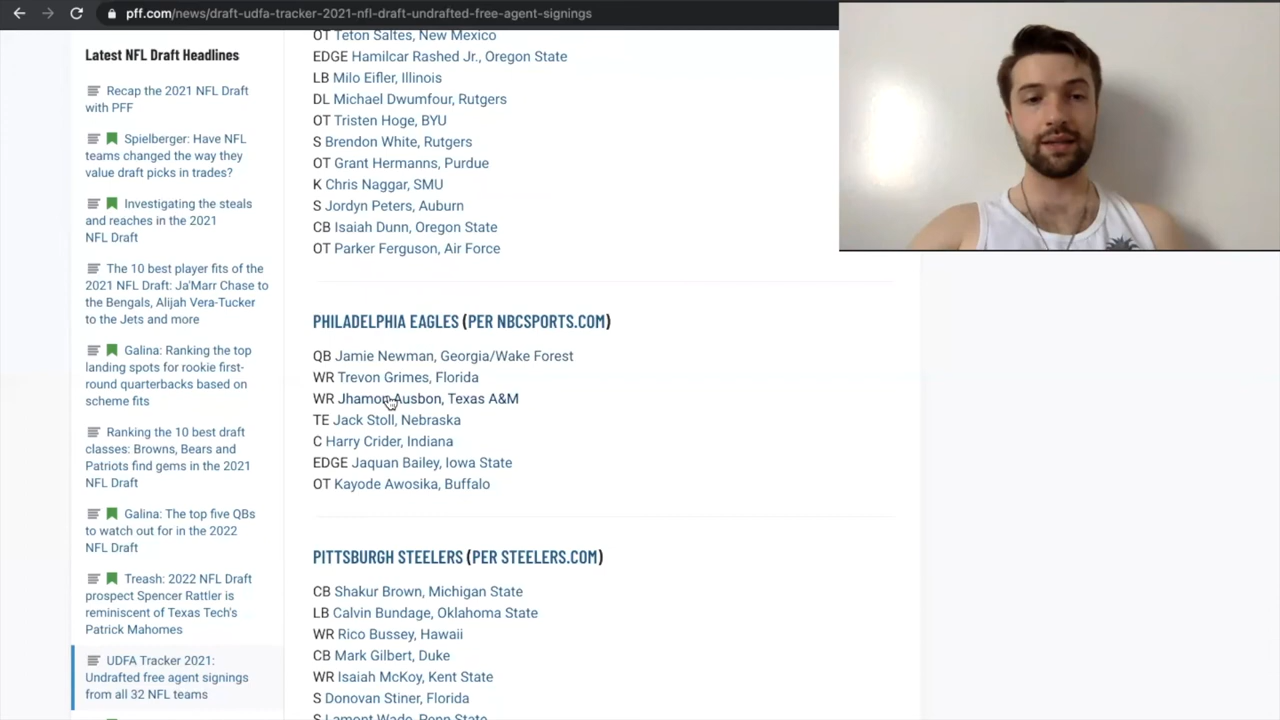 pff.com/news/draft-udfa-tracker-2021-nfl-draft-undrafted-free-agent-signings
Latest NFL Draft Headlines
Recap the 2021 NFL Draft
with PFF
Spielberger: Have NFL
teams changed the way they
value draft picks in trades?
Investigating the steals
and reaches in the 2021
NFL Draft
The 10 best player fits of the
2021 NFL Draft: Ja'Marr Chase to
the Bengals, Alijah Vera-Tucker
to the Jets and more
Galina: Ranking the top
landing spots for rookie first-
round quarterbacks based on
scheme fits
Ranking the 10 best draft
classes: Browns, Bears and
Patriots find gems in the 2021
NFL Draft
Galina: The top five QBs
to watch out for in the 2022
NFL Draft
Treash: 2022 NFL Draft
prospect Spencer Rattler is
reminiscent of Texas Tech's
Patrick Mahomes
UDFA Tracker 2021:
Undrafted free agent signings
from all 32 NFL teams
OT Teton Saltes, New Mexico
EDGE Hamilcar Rashed Jr., Oregon State
LB Milo Eifler, Illinois
DL Michael Dwumfour, Rutgers
OT Tristen Hoge, BYU
S Brendon White, Rutgers
OT Grant Hermanns, Purdue
K Chris Naggar, SMU
S Jordyn Peters, Auburn
CB Isaiah Dunn, Oregon State
OT Parker Ferguson, Air Force
PHILADELPHIA EAGLES (PER NBCSPORTS.COM)
QB Jamie Newman, Georgia/Wake Forest
WR Trevon Grimes, Florida
WR Jhamon Ausbon, Texas A&M
TE Jack Stoll, Nebraska
C Harry Crider, Indiana
EDGE Jaquan Bailey, Iowa State
OT Kayode Awosika, Buffalo
PITTSBURGH STEELERS (PER STEELERS.COM)
CB Shakur Brown, Michigan State
LB Calvin Bundage, Oklahoma State
WR Rico Bussey, Hawaii
CB Mark Gilbert, Duke
WR Isaiah McKoy, Kent State
S Donovan Stiner, Florida
S Lamont Wade, Penn State